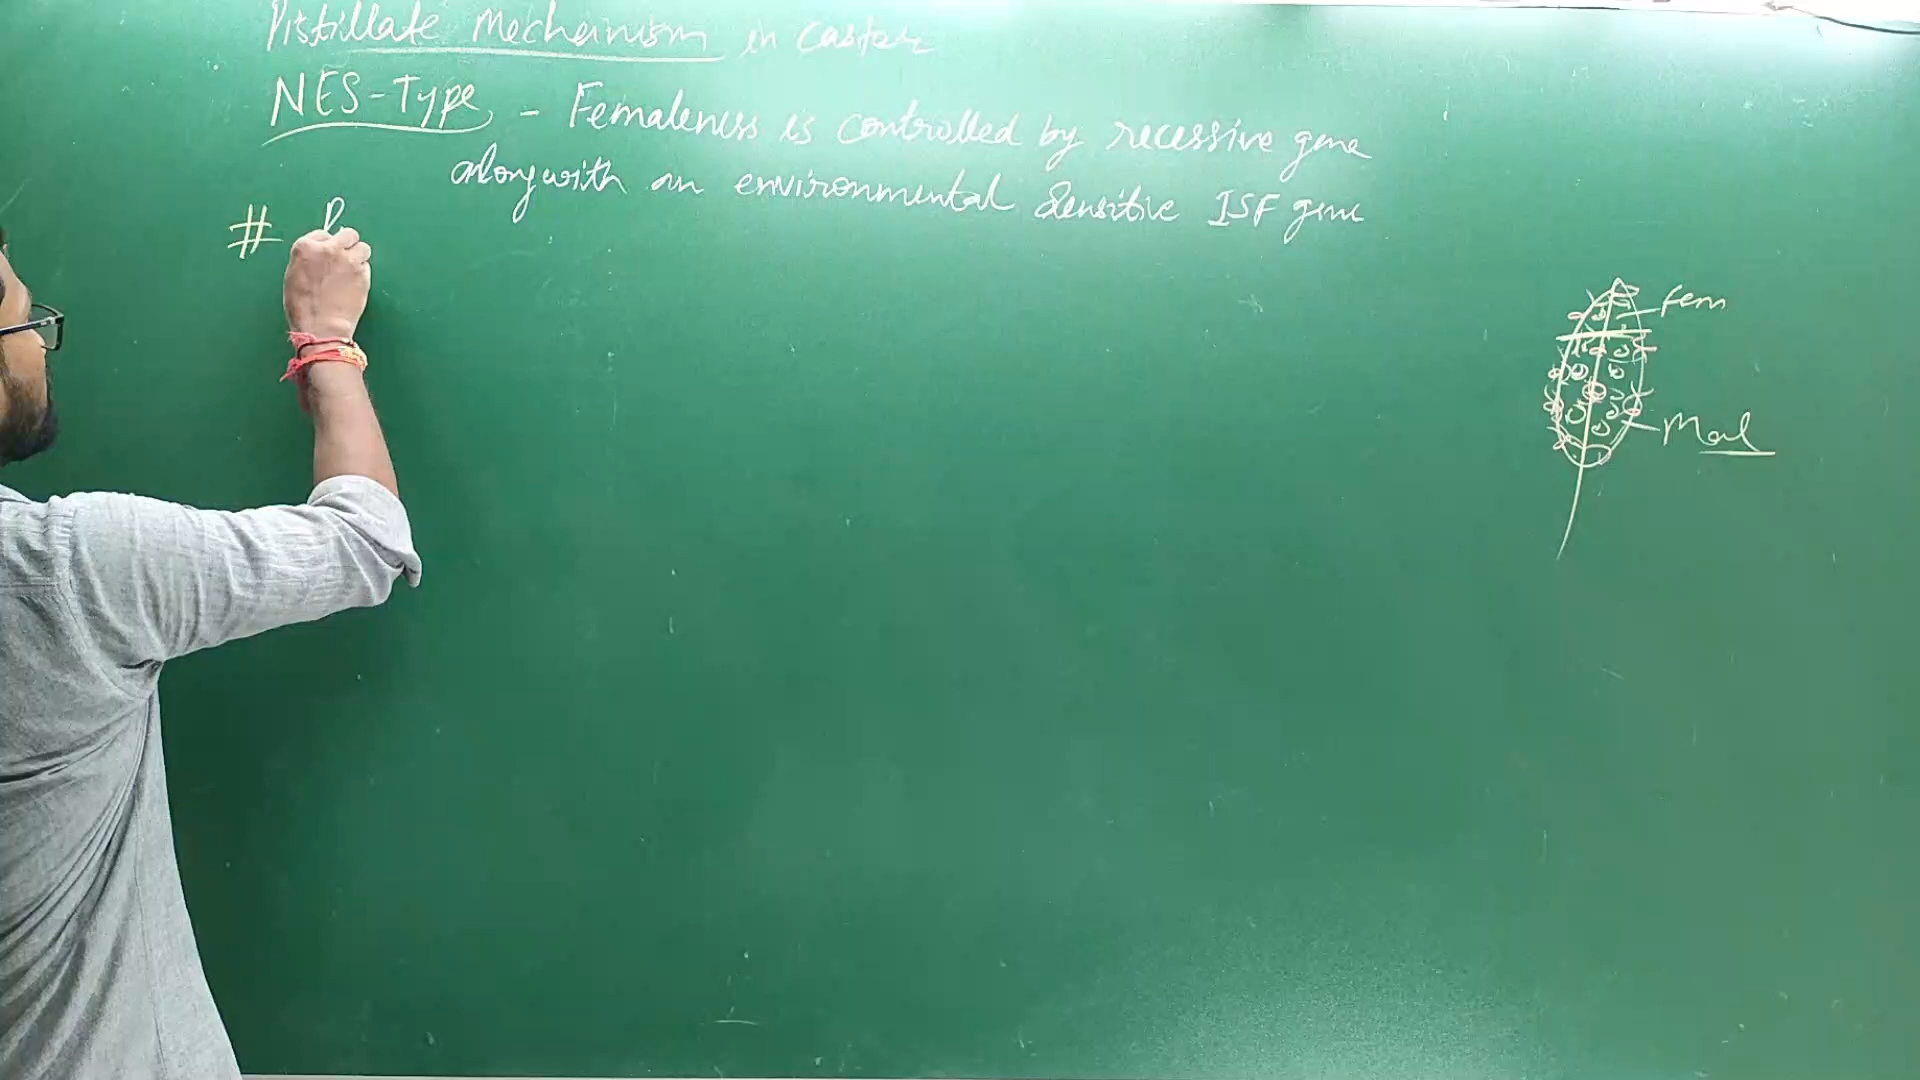 Pistillate Mechanism in castor
NES-Type - Femaleness is controlled by recessive gene
alongwith an environmental sensitive ISF gene
#
Fem
Mal